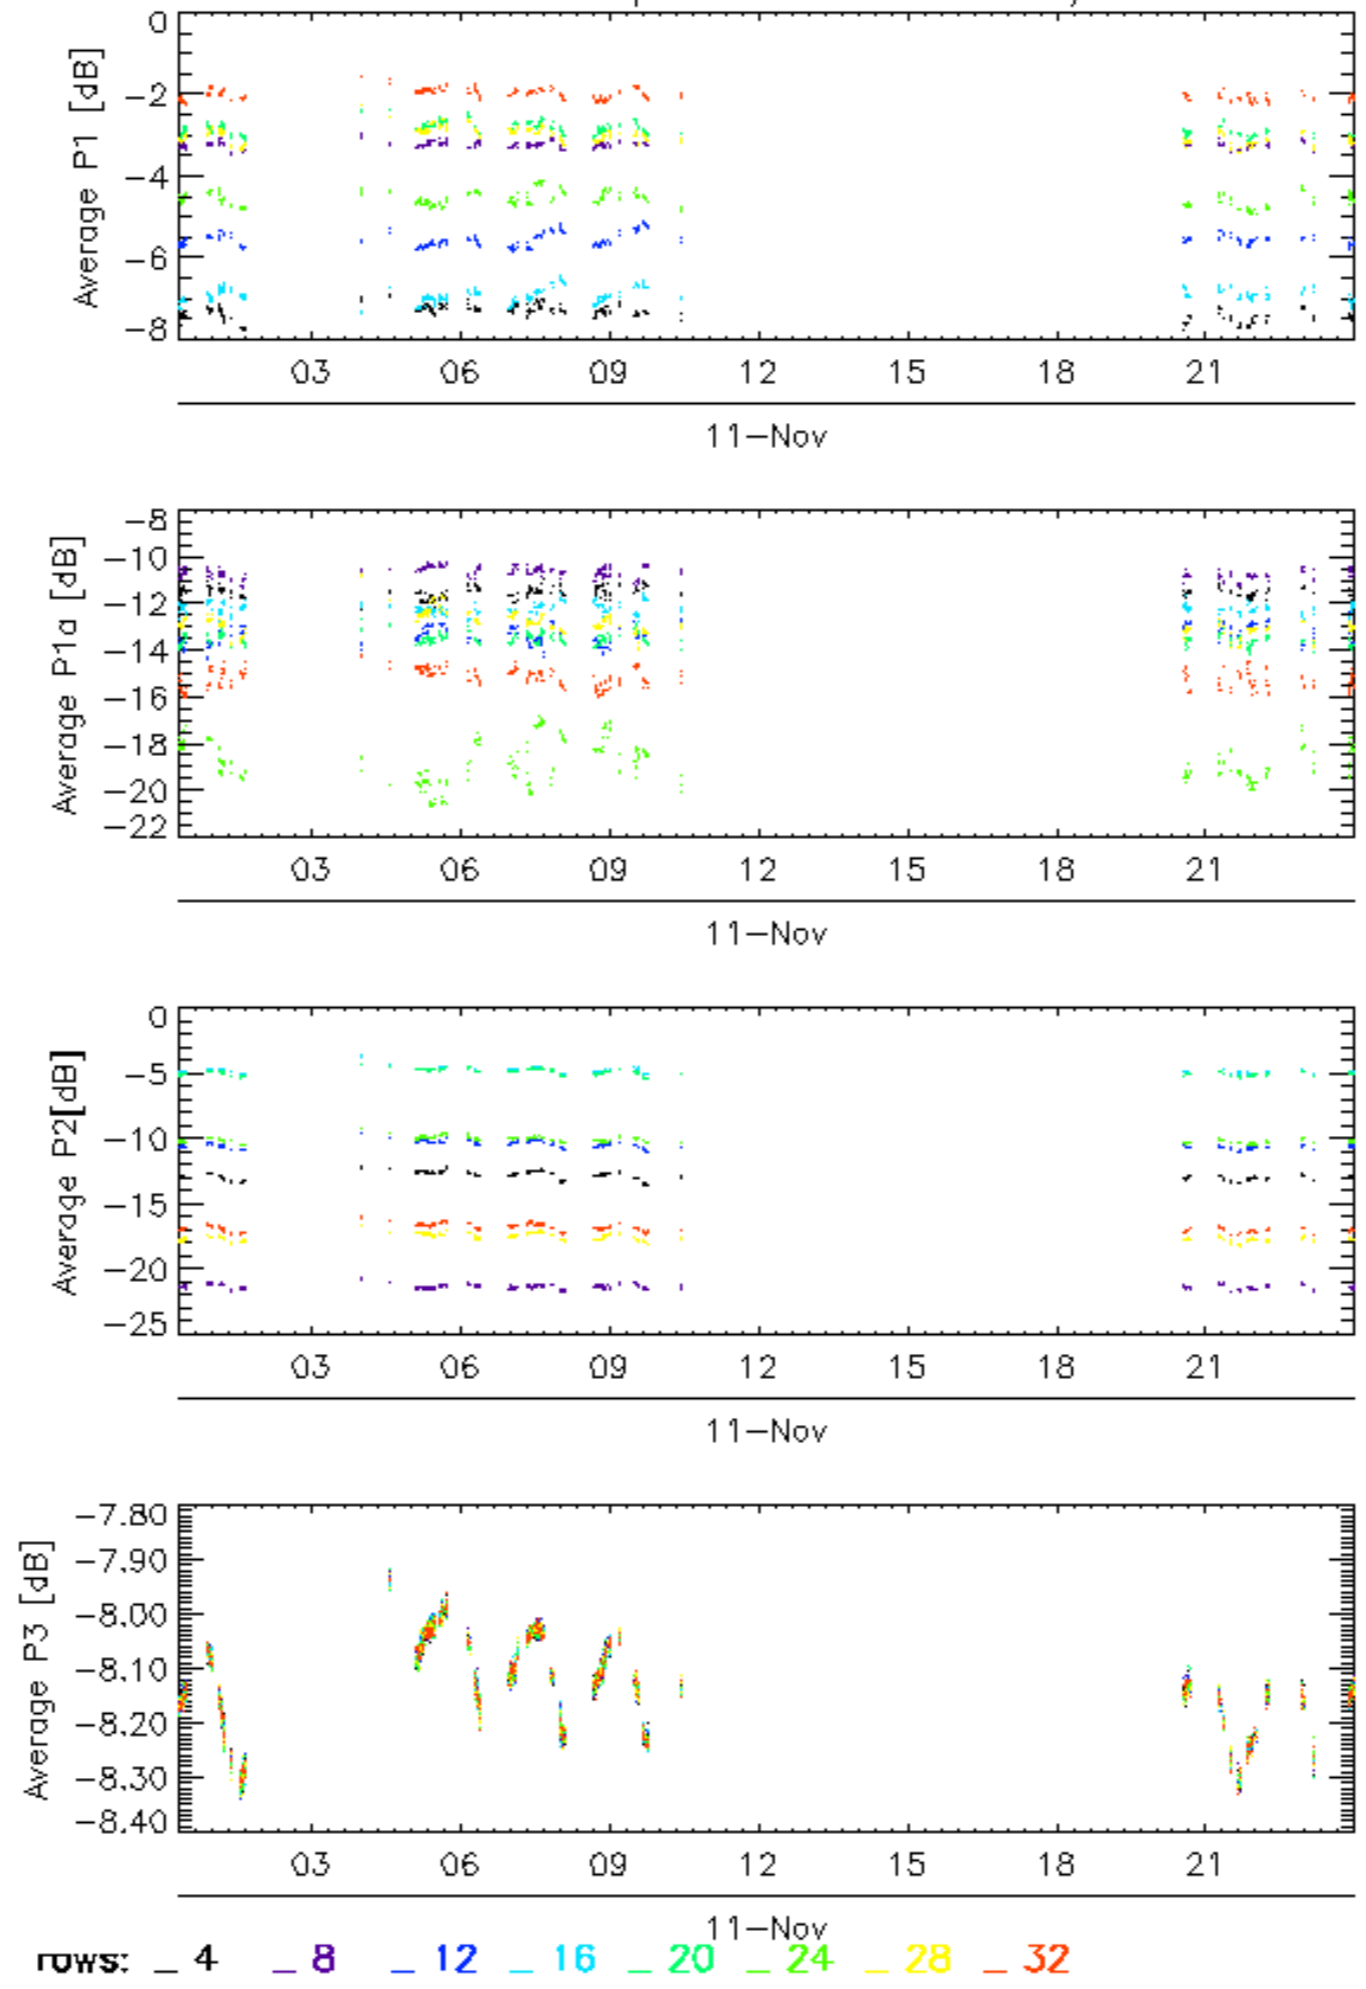 0
−2
−4
−6
−8
Average P1 [dB]
03 06 09 12 15 18 21
11−Nov
−8
−10
−12
−14
−16
−18
−20
−22
Average P1a [dB]
03 06 09 12 15 18 21
11−Nov
0
−5
−10
−15
−20
−25
Average P2[dB]
03 06 09 12 15 18 21
11−Nov
−7.80
−7.90
−8.00
−8.10
−8.20
−8.30
−8.40
Average P3 [dB]
03 06 09 12 15 18 21
11−Nov
rows: _ 4 _ 8 _ 12 _ 16 _ 20 _ 24 _ 28 _ 32